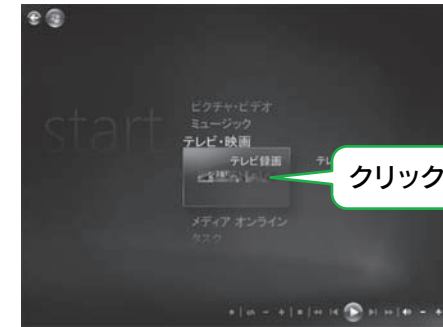 start
ピクチャ・ビデオ
ミュージック
テレビ・映画
テレビ録画
テレ
クリック
メディア オンライン
タスク